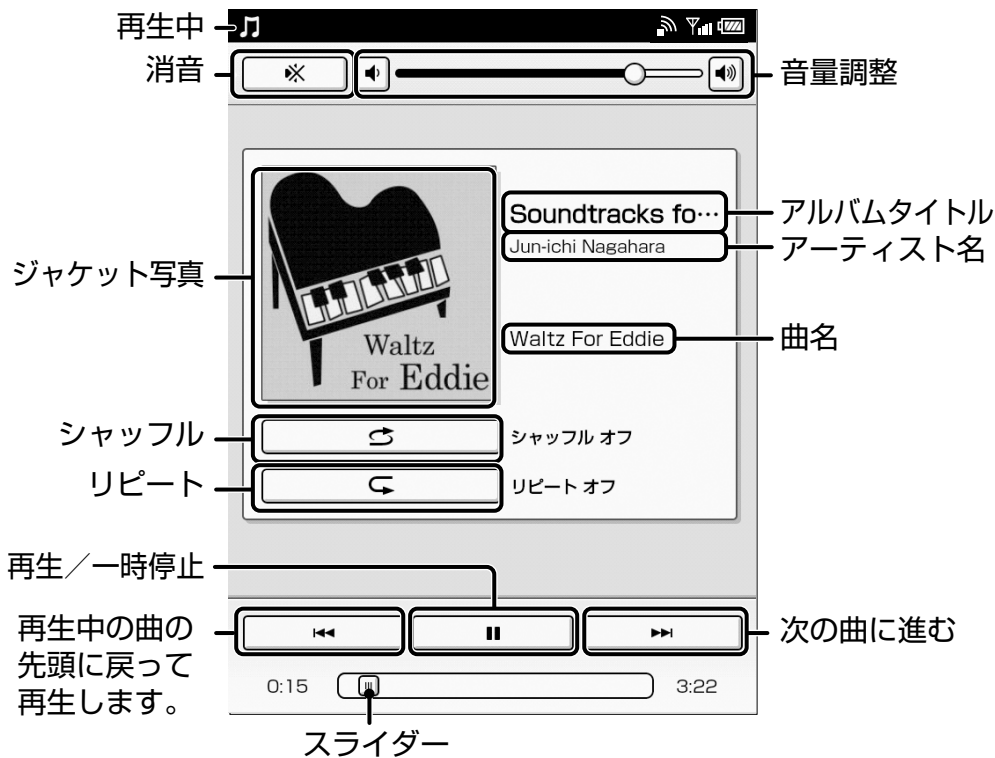 再生中
消音
音量調整
Soundtracks fo…
アルバムタイトル
Jun-ichi Nagahara
アーティスト名
ジャケット写真
Waltz For Eddie
曲名
Waltz
For Eddie
シャッフル
シャッフル オフ
リピート
リピート オフ
再生／一時停止
再生中の曲の
先頭に戻って
再生します。
次の曲に進む
0:15
3:22
スライダー